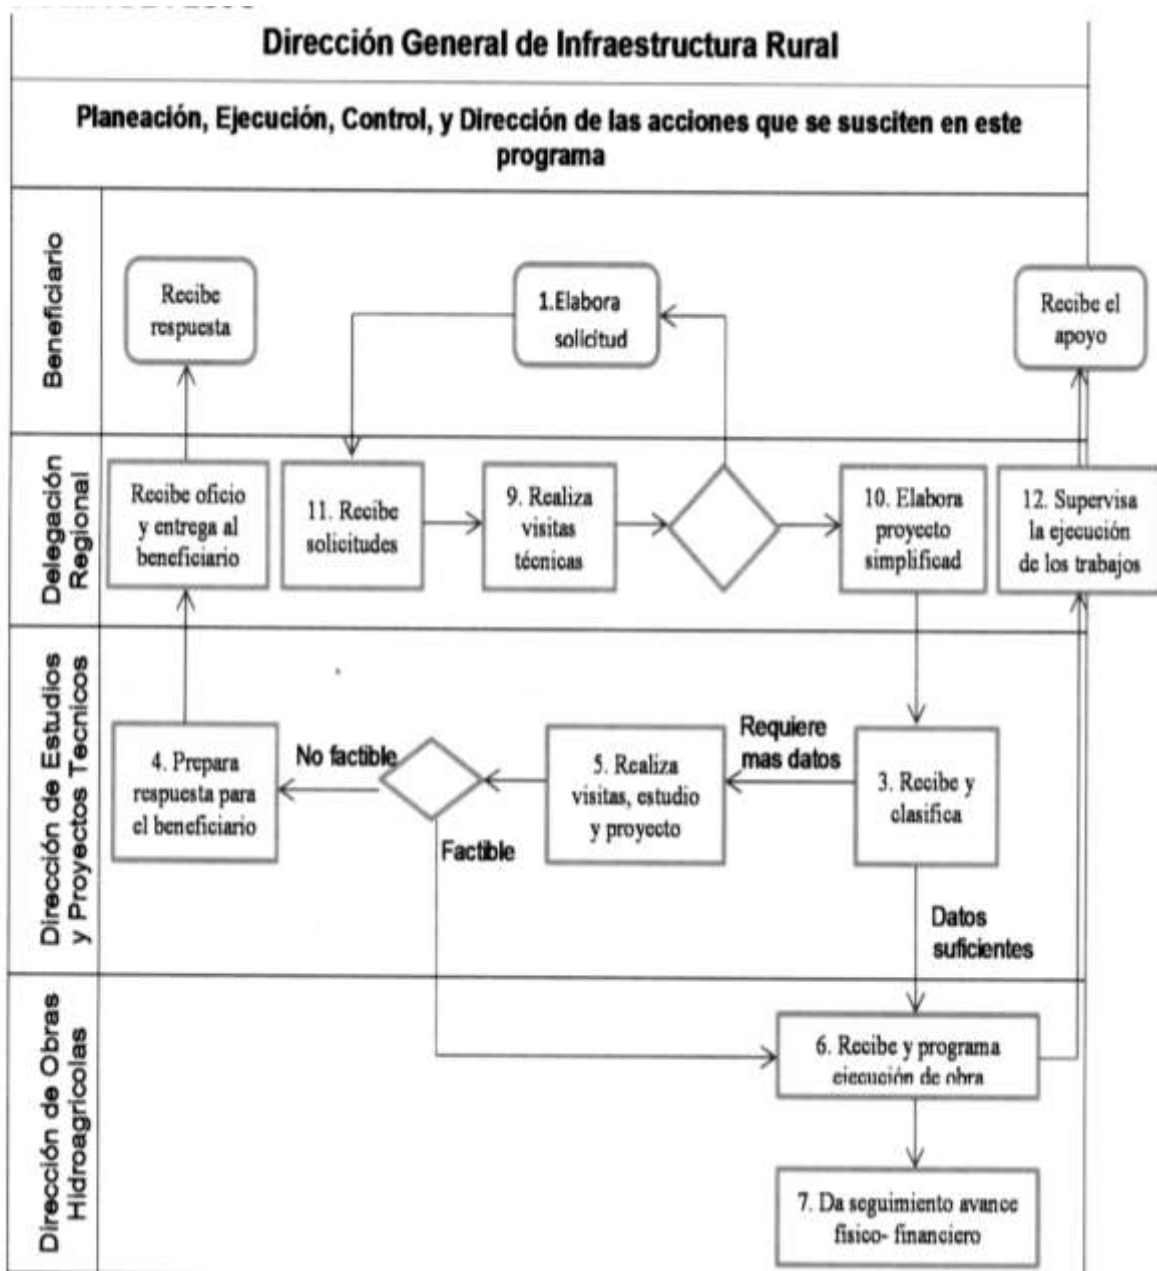 Dirección General de Infraestructura Rural
Planeación, Ejecución, Control, y Dirección de las acciones que se susciten en este
programa
Beneficiario
Recibe
respuesta
1.Elabora
solicitud
Recibe el
apoyo
Delegación
Regional
Recibe oficio
y entrega al
beneficiario
11. Recibe
solicitudes
9. Realiza
visitas
técnicas
10. Elabora
proyecto
simplificad
12. Supervisa
la ejecución
de los trabajos
Dirección de Estudios
y Proyectos Tecnicos
4. Prepara
respuesta para
el beneficiario
No factible
Factible
5. Realiza
visitas, estudio
y proyecto
Requiere
mas datos
3. Recibe y
clasifica
Datos
suficientes
Dirección de Obras
Hidroagricolas
6. Recibe y programa
ejecución de obra
7. Da seguimiento avance
físico- financiero